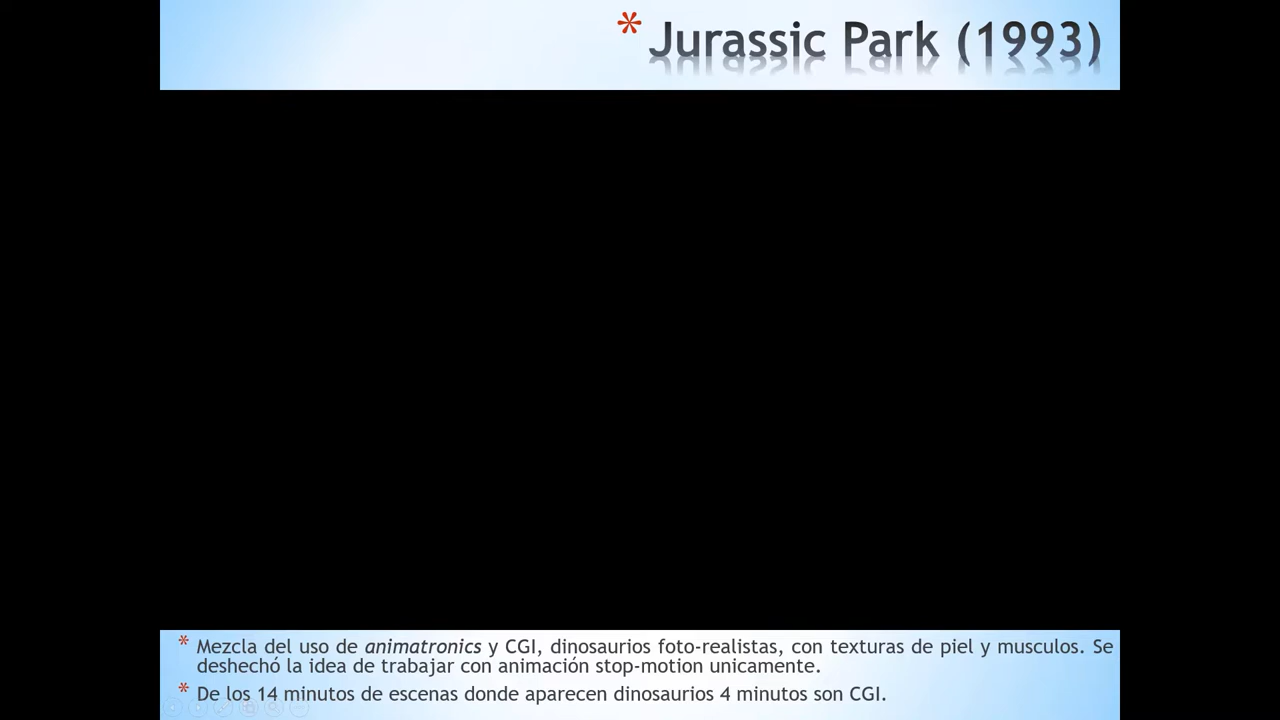 * Jurassic Park (1993)
* Mezcla del uso de animatronics y CGI, dinosaurios foto-realistas, con texturas de piel y musculos. Se
deshechó la idea de trabajar con animación stop-motion unicamente.
* De los 14 minutos de escenas donde aparecen dinosaurios 4 minutos son CGI.